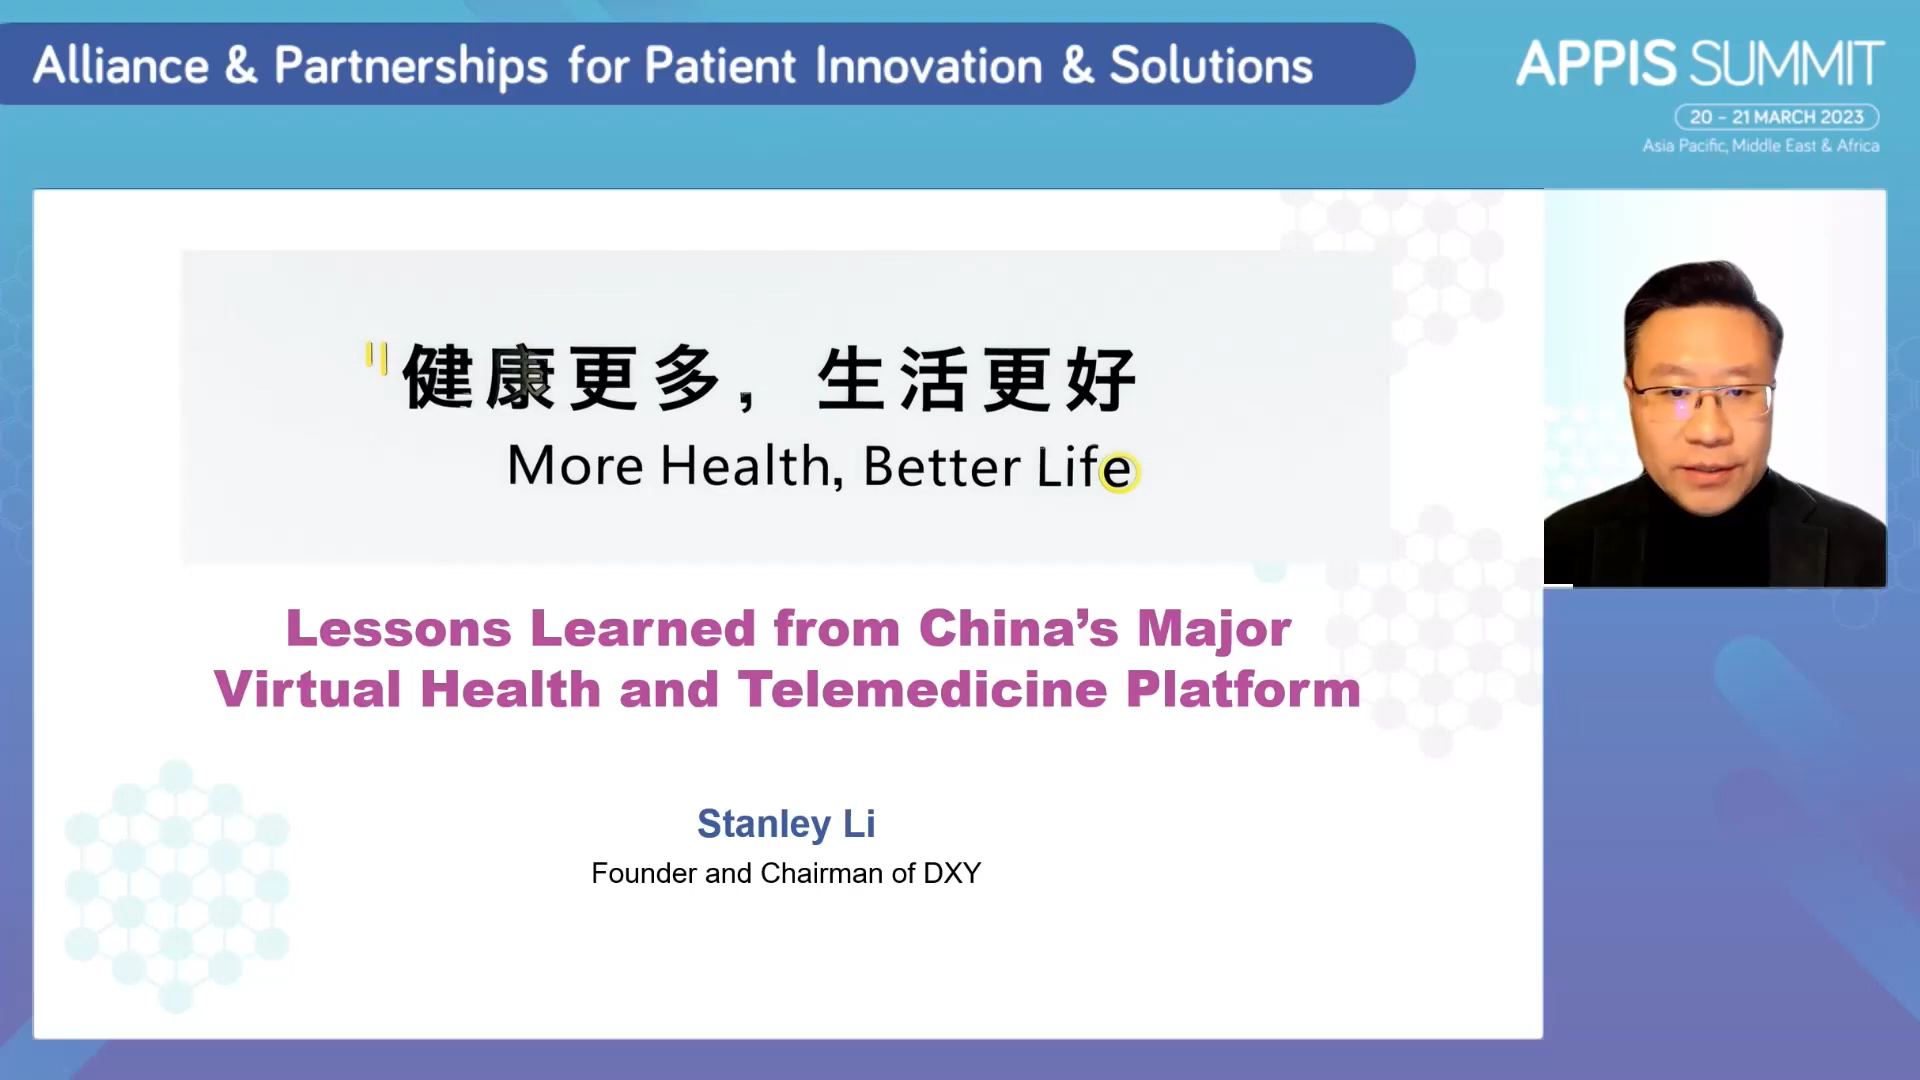 Alliance & Partnerships for Patient Innovation & Solutions
APPIS SUMMIT
20 – 21 MARCH 2023
Asia Pacific, Middle East & Africa
"健康更多，生活更好
More Health, Better Life
Lessons Learned from China’s Major
Virtual Health and Telemedicine Platform
Stanley Li
Founder and Chairman of DXY